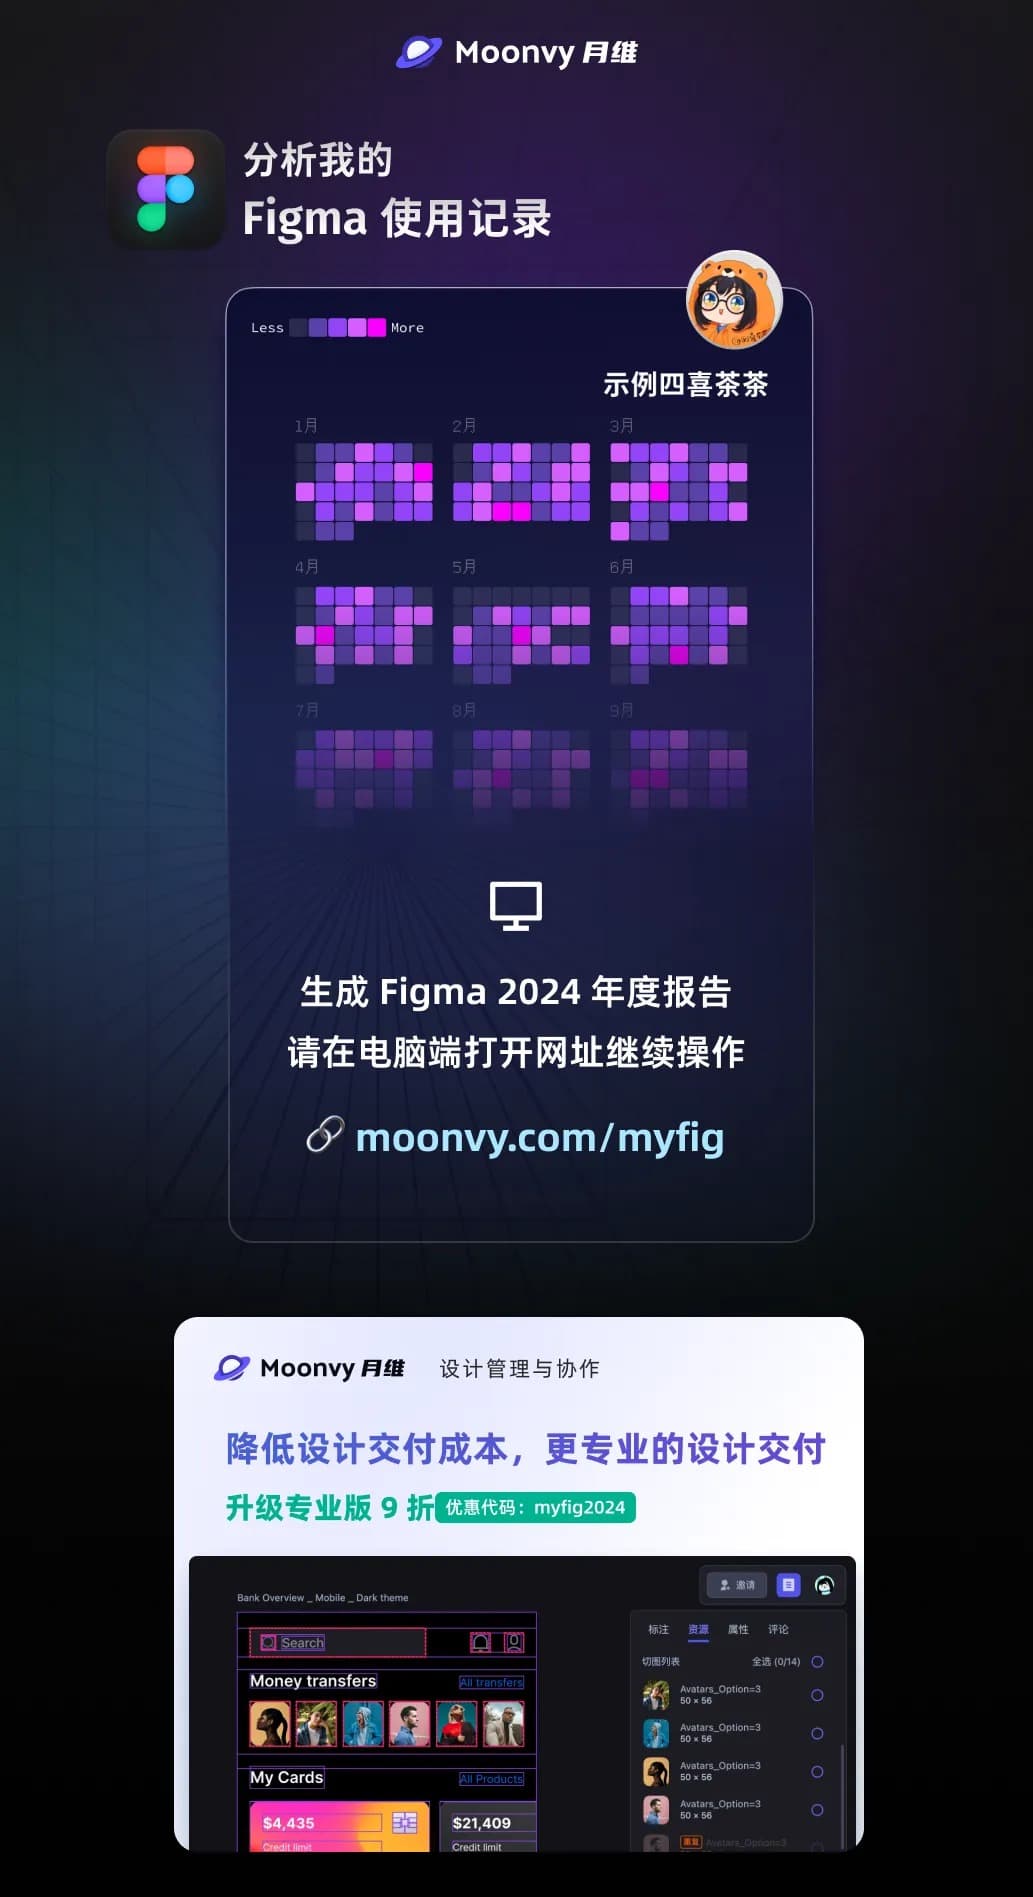 Moonvy 月维
分析我的
Figma 使用记录
Less More
示例四喜茶茶
1月 2月 3月
4月 5月 6月
7月 8月 9月
生成 Figma 2024 年度报告
请在电脑端打开网址继续操作
moonvy.com/myfig
Moonvy 月维 设计管理与协作
降低设计交付成本，更专业的设计交付
升级专业版 9 折 优惠代码：myfig2024
邀请
Bank Overview _ Mobile _ Dark theme
标注 资源 属性 评论
Search
切图列表 全选 (0/14)
Money transfers All transfers
Avatars_Option=3
50 × 56
Avatars_Option=3
50 × 56
Avatars_Option=3
50 × 56
My Cards All Products
Avatars_Option=3
50 × 56
$4,435 $21,409
重复 Avatars_Option=3
Credit limit Credit limit